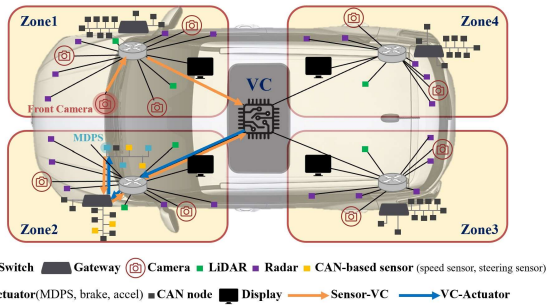 Zone1
Zone4
VC
Front Camera
MDPS
Zone2
Zone3
Switch Gateway Camera LiDAR Radar CAN-based sensor (speed sensor, steering sensor)
ctuator(MDPS, brake, accel) CAN node Display Sensor-VC VC-Actuator